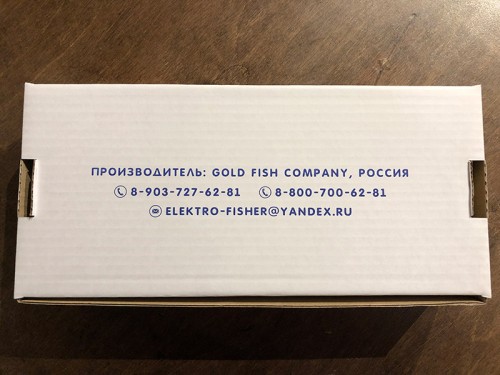 ПРОИЗВОДИТЕЛЬ: GOLD FISH COMPANY, РОССИЯ
8-903-727-62-81 8-800-700-62-81
ELEKTRO-FISHER@YANDEX.RU